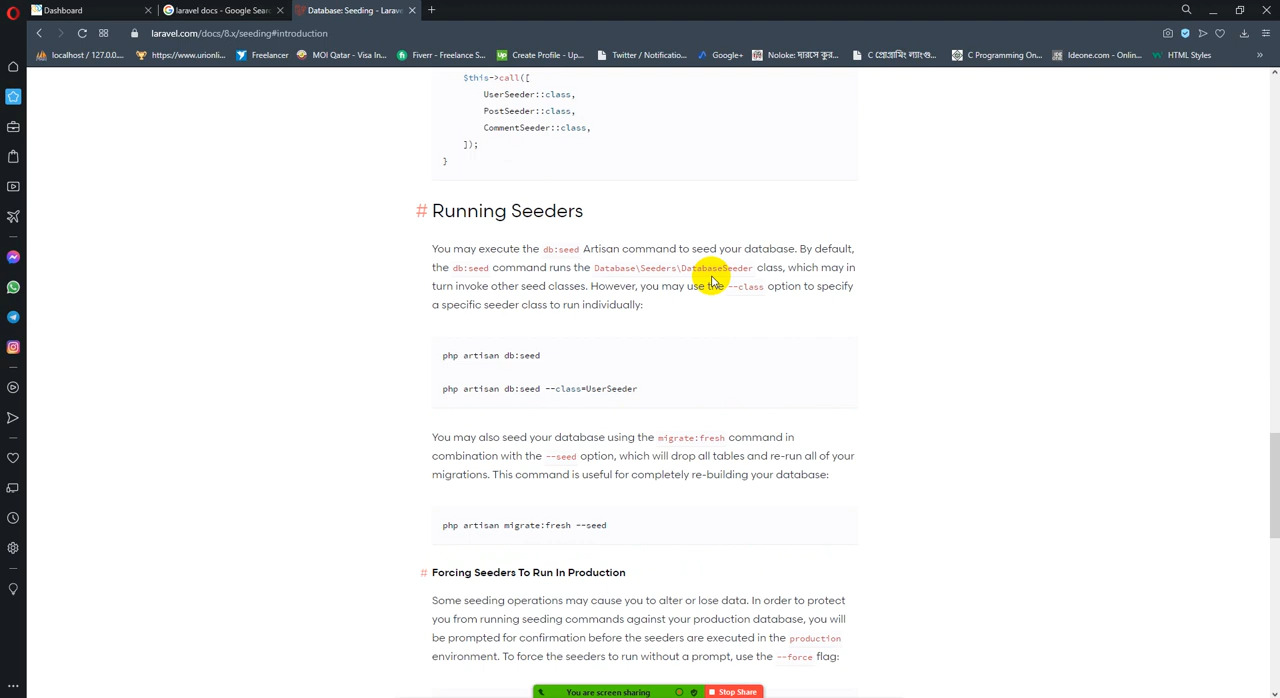 Dashboard
laravel docs - Google Sear
Database: Seeding - Larav
laravel.com/docs/8.x/seeding#introduction
localhost / 127.0.0....
https://www.urionli...
Freelancer
MOI Qatar - Visa In...
Fiverr - Freelance S...
Create Profile - Up...
Twitter / Notificatio...
Google+
Noloke: দারসে কুর...
C প্রোগ্রামিং ল্যাংগু...
C Programming On...
Ideone.com - Onlin...
HTML Styles
$this->call([
UserSeeder::class,
PostSeeder::class,
CommentSeeder::class,
]);
}
# Running Seeders
You may execute the db:seed Artisan command to seed your database. By default,
the db:seed command runs the Database\Seeders\DatabaseSeeder class, which may in
turn invoke other seed classes. However, you may use the --class option to specify
a specific seeder class to run individually:
php artisan db:seed
php artisan db:seed --class=UserSeeder
You may also seed your database using the migrate:fresh command in
combination with the --seed option, which will drop all tables and re-run all of your
migrations. This command is useful for completely re-building your database:
php artisan migrate:fresh --seed
# Forcing Seeders To Run In Production
Some seeding operations may cause you to alter or lose data. In order to protect
you from running seeding commands against your production database, you will
be prompted for confirmation before the seeders are executed in the production
environment. To force the seeders to run without a prompt, use the --force flag:
You are screen sharing
Stop Share